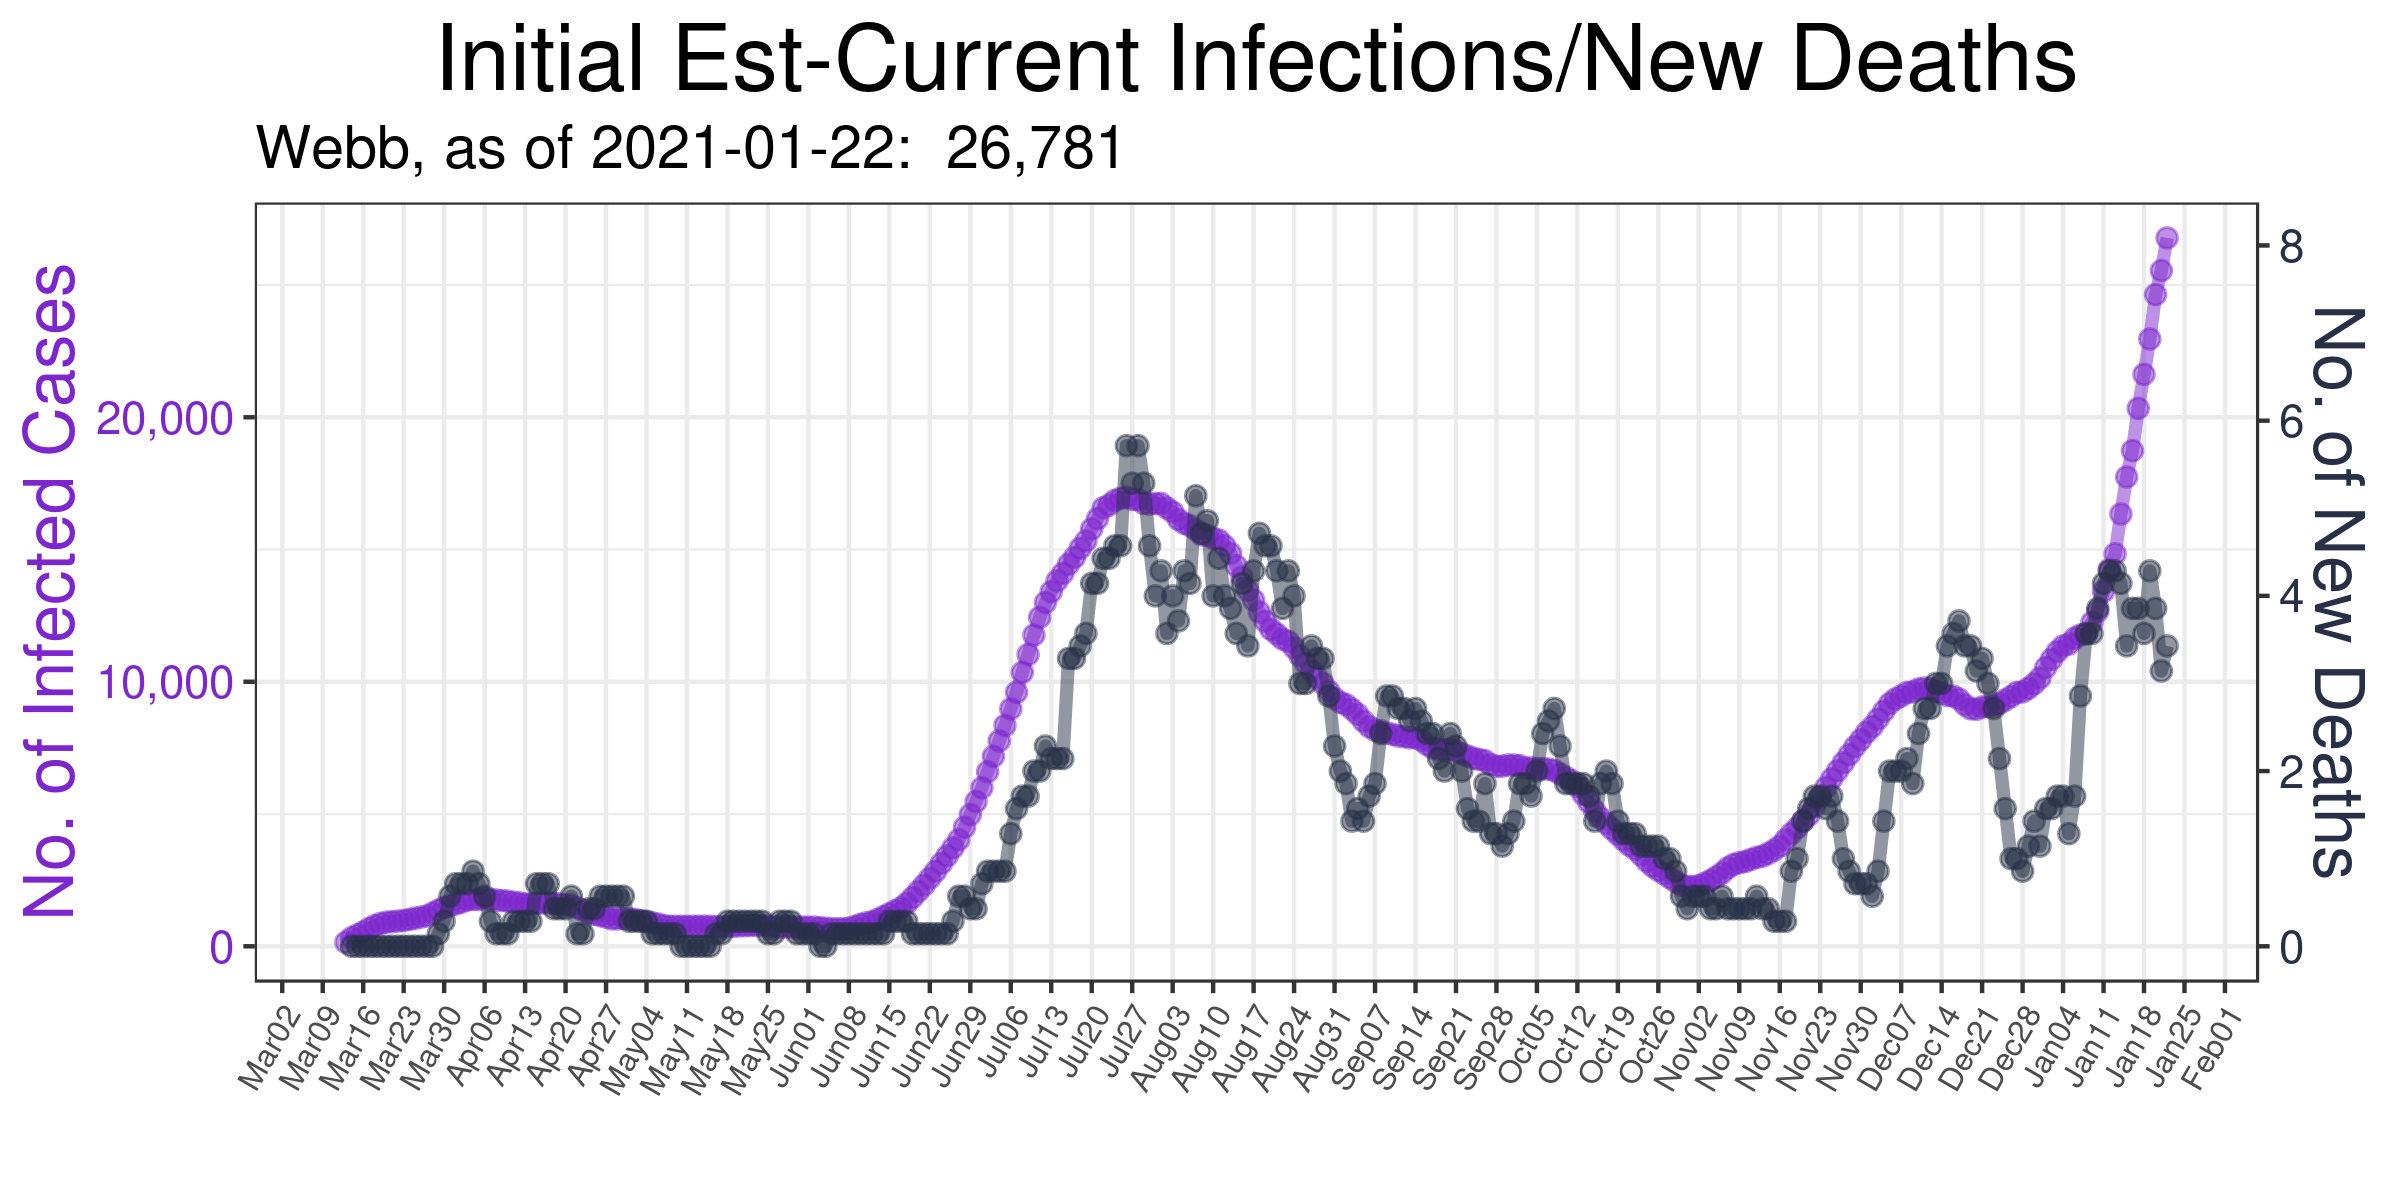 Initial Est-Current Infections/New Deaths
Webb, as of 2021-01-22:  26,781
No. of Infected Cases
20,000
10,000
0
8
6
4
2
0
No. of New Deaths
Mar02 Mar09 Mar16 Mar23 Mar30 Apr06 Apr13 Apr20 Apr27 May04 May11 May18 May25 Jun01 Jun08 Jun15 Jun22 Jun29 Jul06 Jul13 Jul20 Jul27 Aug03 Aug10 Aug17 Aug24 Aug31 Sep07 Sep14 Sep21 Sep28 Oct05 Oct12 Oct19 Oct26 Nov02 Nov09 Nov16 Nov23 Nov30 Dec07 Dec14 Dec21 Dec28 Jan04 Jan11 Jan18 Jan25 Feb01